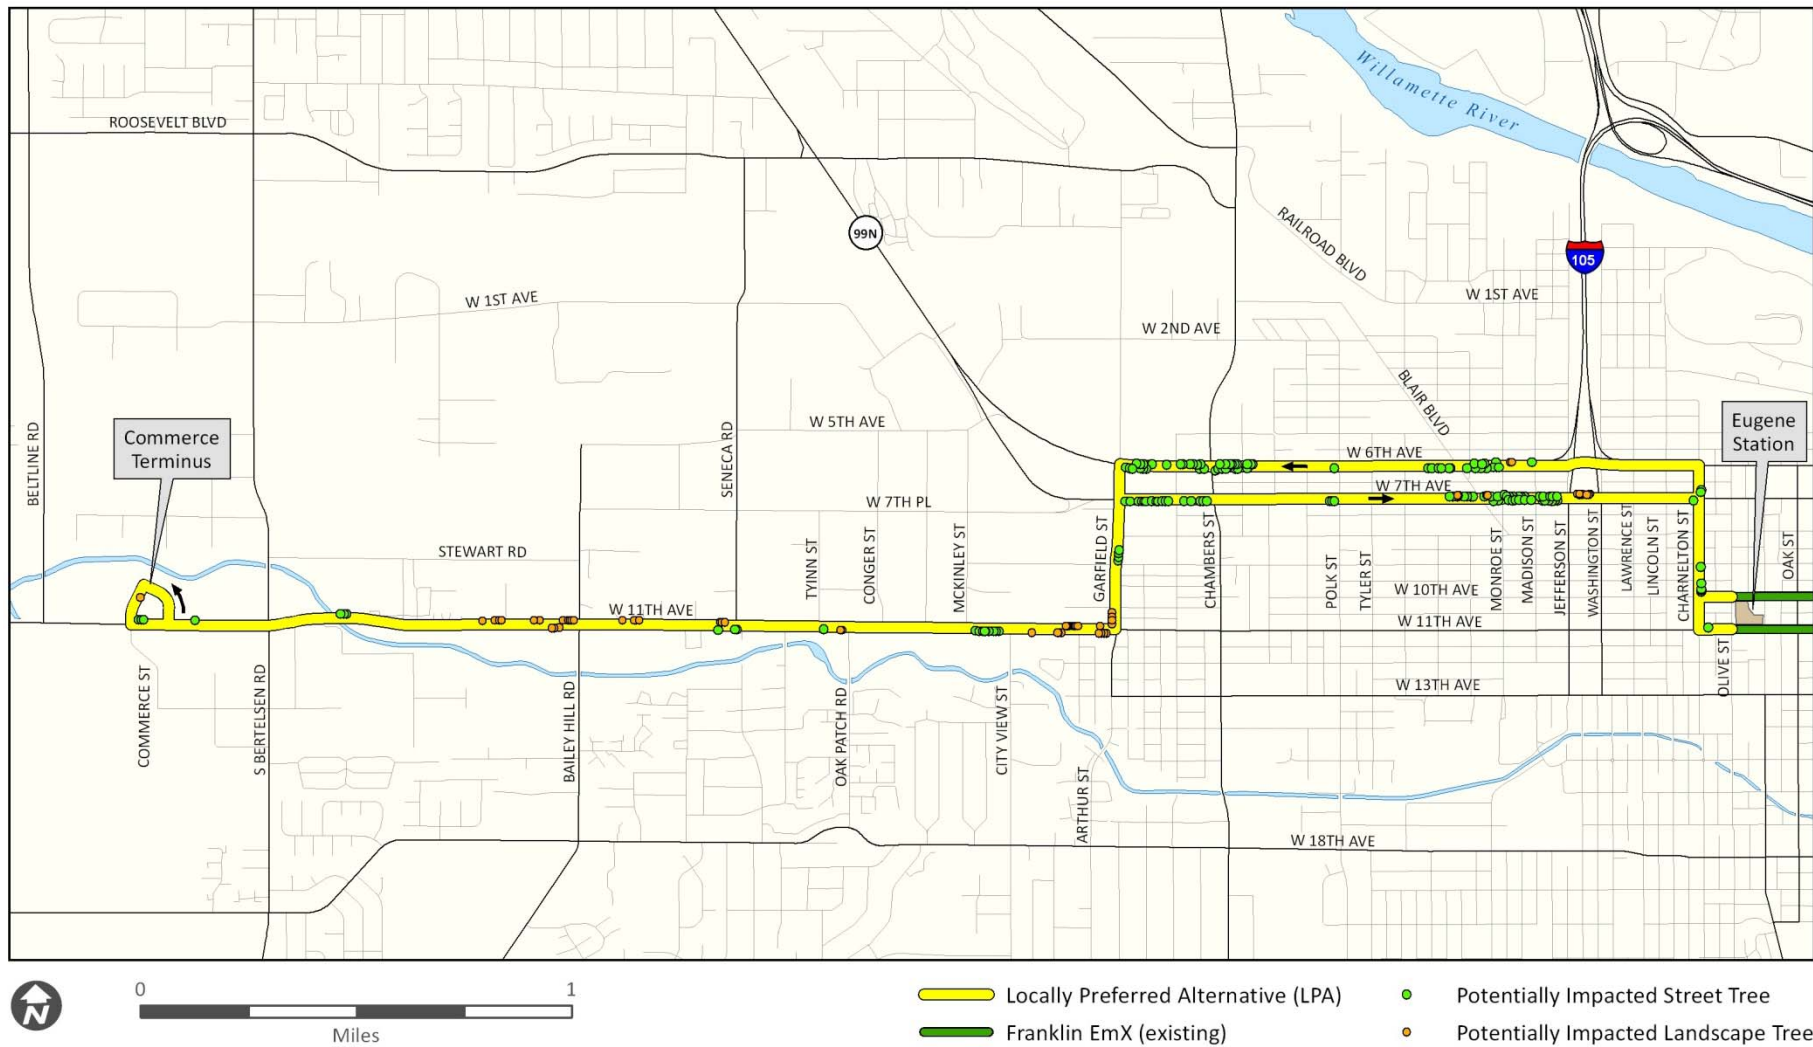 Willamette River
ROOSEVELT BLVD
99N
RAILROAD BLVD
105
W 1ST AVE
W 1ST AVE
W 2ND AVE
BLAIR BLVD
BELTLINE RD
Commerce
Terminus
SENECA RD
W 5TH AVE
W 6TH AVE
Eugene
Station
W 7TH AVE
W 7TH PL
STEWART RD
TYINN ST
CONGER ST
MCKINLEY ST
GARFIELD ST
CHAMBERS ST
POLK ST
TYLER ST
W 10TH AVE
MONROE ST
MADISON ST
JEFFERSON ST
WASHINGTON ST
LAWRENCE ST
LINCOLN ST
CHARNELTON ST
OAK ST
W 11TH AVE
W 11TH AVE
OLIVE ST
W 13TH AVE
COMMERCE ST
S BERTELSEN RD
BAILEY HILL RD
OAK PATCH RD
CITY VIEW ST
ARTHUR ST
W 18TH AVE
N
0 1
Miles
Locally Preferred Alternative (LPA)
Franklin EmX (existing)
Potentially Impacted Street Tree
Potentially Impacted Landscape Tree